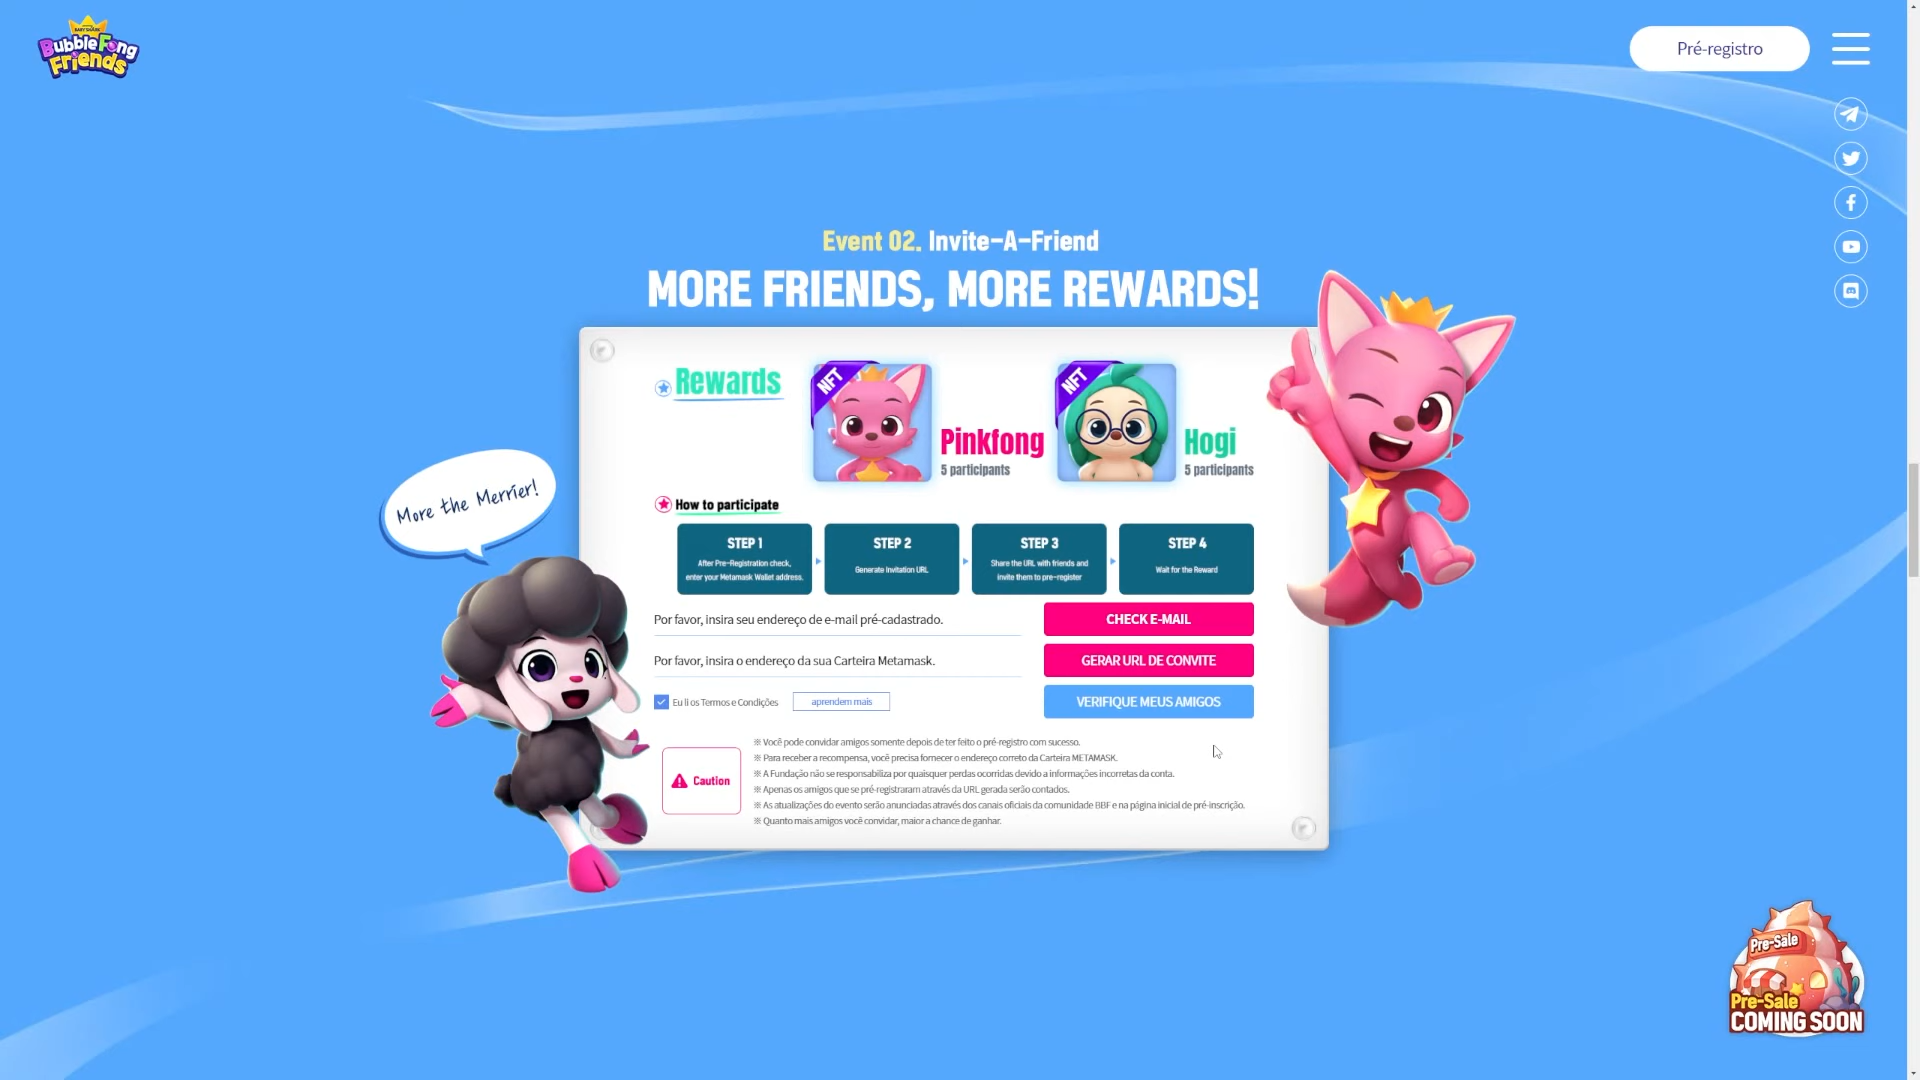 BABY SHARK
BubbleFong
Friends
Pré-registro
Event 02. Invite-A-Friend
MORE FRIENDS, MORE REWARDS!
Rewards
NFT
Pinkfong
5 participants
NFT
Hogi
5 participants
More the Merrier!
How to participate
STEP 1
After Pre-Registration check,
enter your Metamask Wallet address.
STEP 2
Generate Invitation URL
STEP 3
Share the URL with friends and
invite them to pre-register
STEP 4
Wait for the Reward
Por favor, insira seu endereço de e-mail pré-cadastrado.
CHECK E-MAIL
Por favor, insira o endereço da sua Carteira Metamask.
GERAR URL DE CONVITE
Eu li os Termos e Condições
aprendem mais
VERIFIQUE MEUS AMIGOS
Caution
※ Você pode convidar amigos somente depois de ter feito o pré-registro com sucesso.
※ Para receber a recompensa, você precisa fornecer o endereço correto da Carteira METAMASK.
※ A Fundação não se responsabiliza por quaisquer perdas ocorridas devido a informações incorretas da conta.
※ Apenas os amigos que se pré-registraram através da URL gerada serão contados.
※ As atualizações do evento serão anunciadas através dos canais oficiais da comunidade BBF e na página inicial de pré-inscrição.
※ Quanto mais amigos você convidar, maior a chance de ganhar.
Pre-Sale
Pre-Sale
COMING SOON